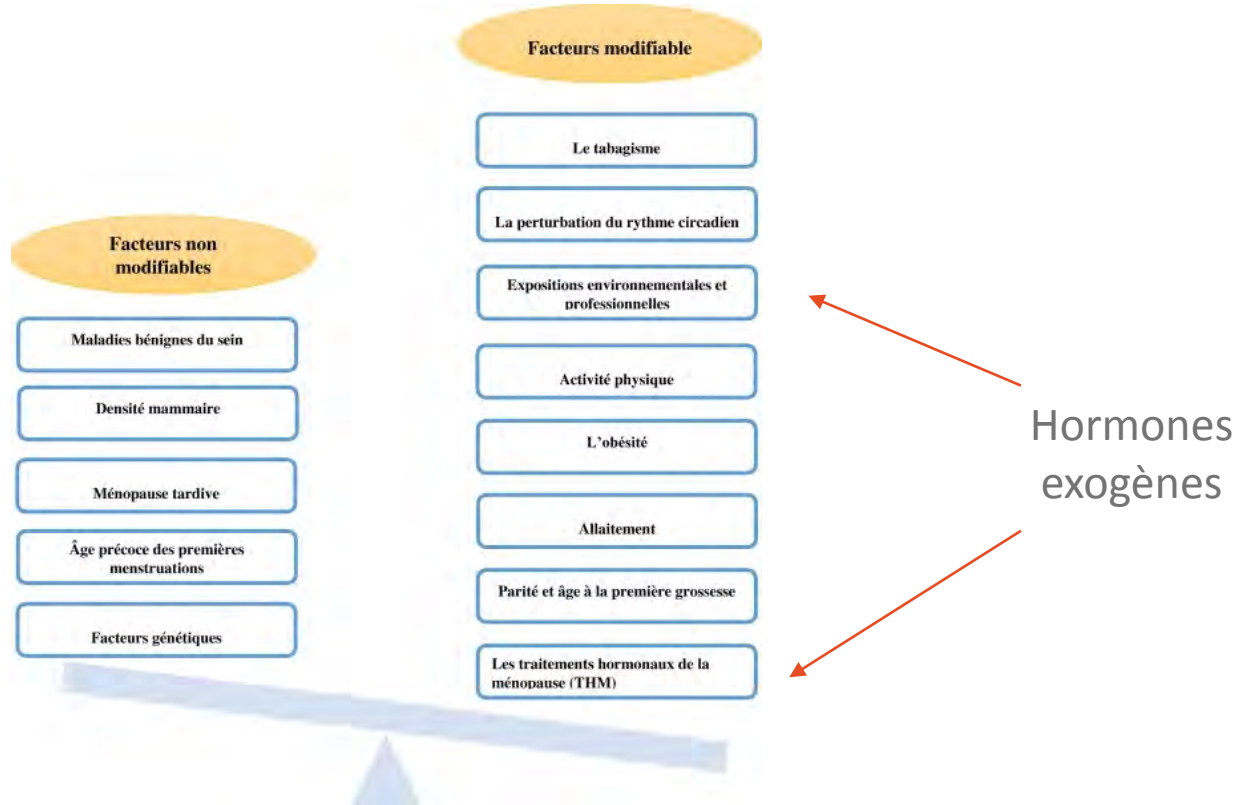 Facteurs non
modifiables
Maladies bénignes du sein
Densité mammaire
Ménopause tardive
Âge précoce des premières
menstruations
Facteurs génétiques
Facteurs modifiable
Le tabagisme
La perturbation du rythme circadien
Expositions environnementales et
professionnelles
Activité physique
L'obésité
Allaitement
Parité et âge à la première grossesse
Les traitements hormonaux de la
ménopause (THM)
Hormones
exogènes